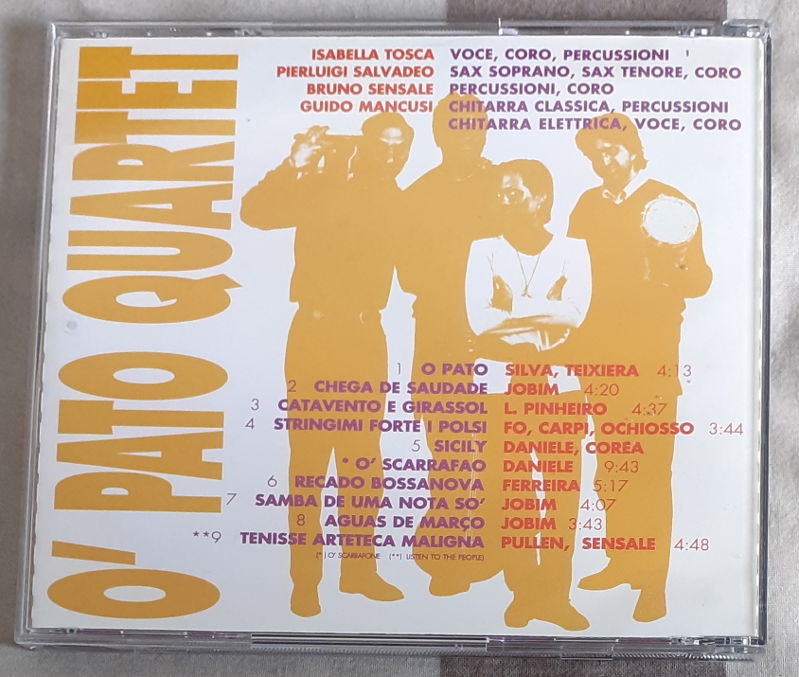 O' PATO QUARTET
ISABELLA TOSCA VOCE, CORO, PERCUSSIONI
PIERLUIGI SALVADEO SAX SOPRANO, SAX TENORE, CORO
BRUNO SENSALE PERCUSSIONI, CORO
GUIDO MANCUSI CHITARRA CLASSICA, PERCUSSIONI
CHITARRA ELETTRICA, VOCE, CORO
1 O PATO SILVA, TEIXIERA 4:13
2 CHEGA DE SAUDADE JOBIM 4:20
3 CATAVENTO E GIRASSOL L. PINHEIRO 4:37
4 STRINGIMI FORTE I POLSI FO, CARPI, OCHIOSSO 3:44
5 SICILY DANIELE, COREA
* O' SCARRAFAO DANIELE 9:43
6 RECADO BOSSANOVA FERREIRA 5:17
7 SAMBA DE UMA NOTA SO' JOBIM 4:07
8 AGUAS DE MARÇO JOBIM 3:43
**9 TENISSE ARTETECA MALIGNA PULLEN, SENSALE 4:48
(*) O' SCARRAFONE (**) LISTEN TO THE PEOPLE)